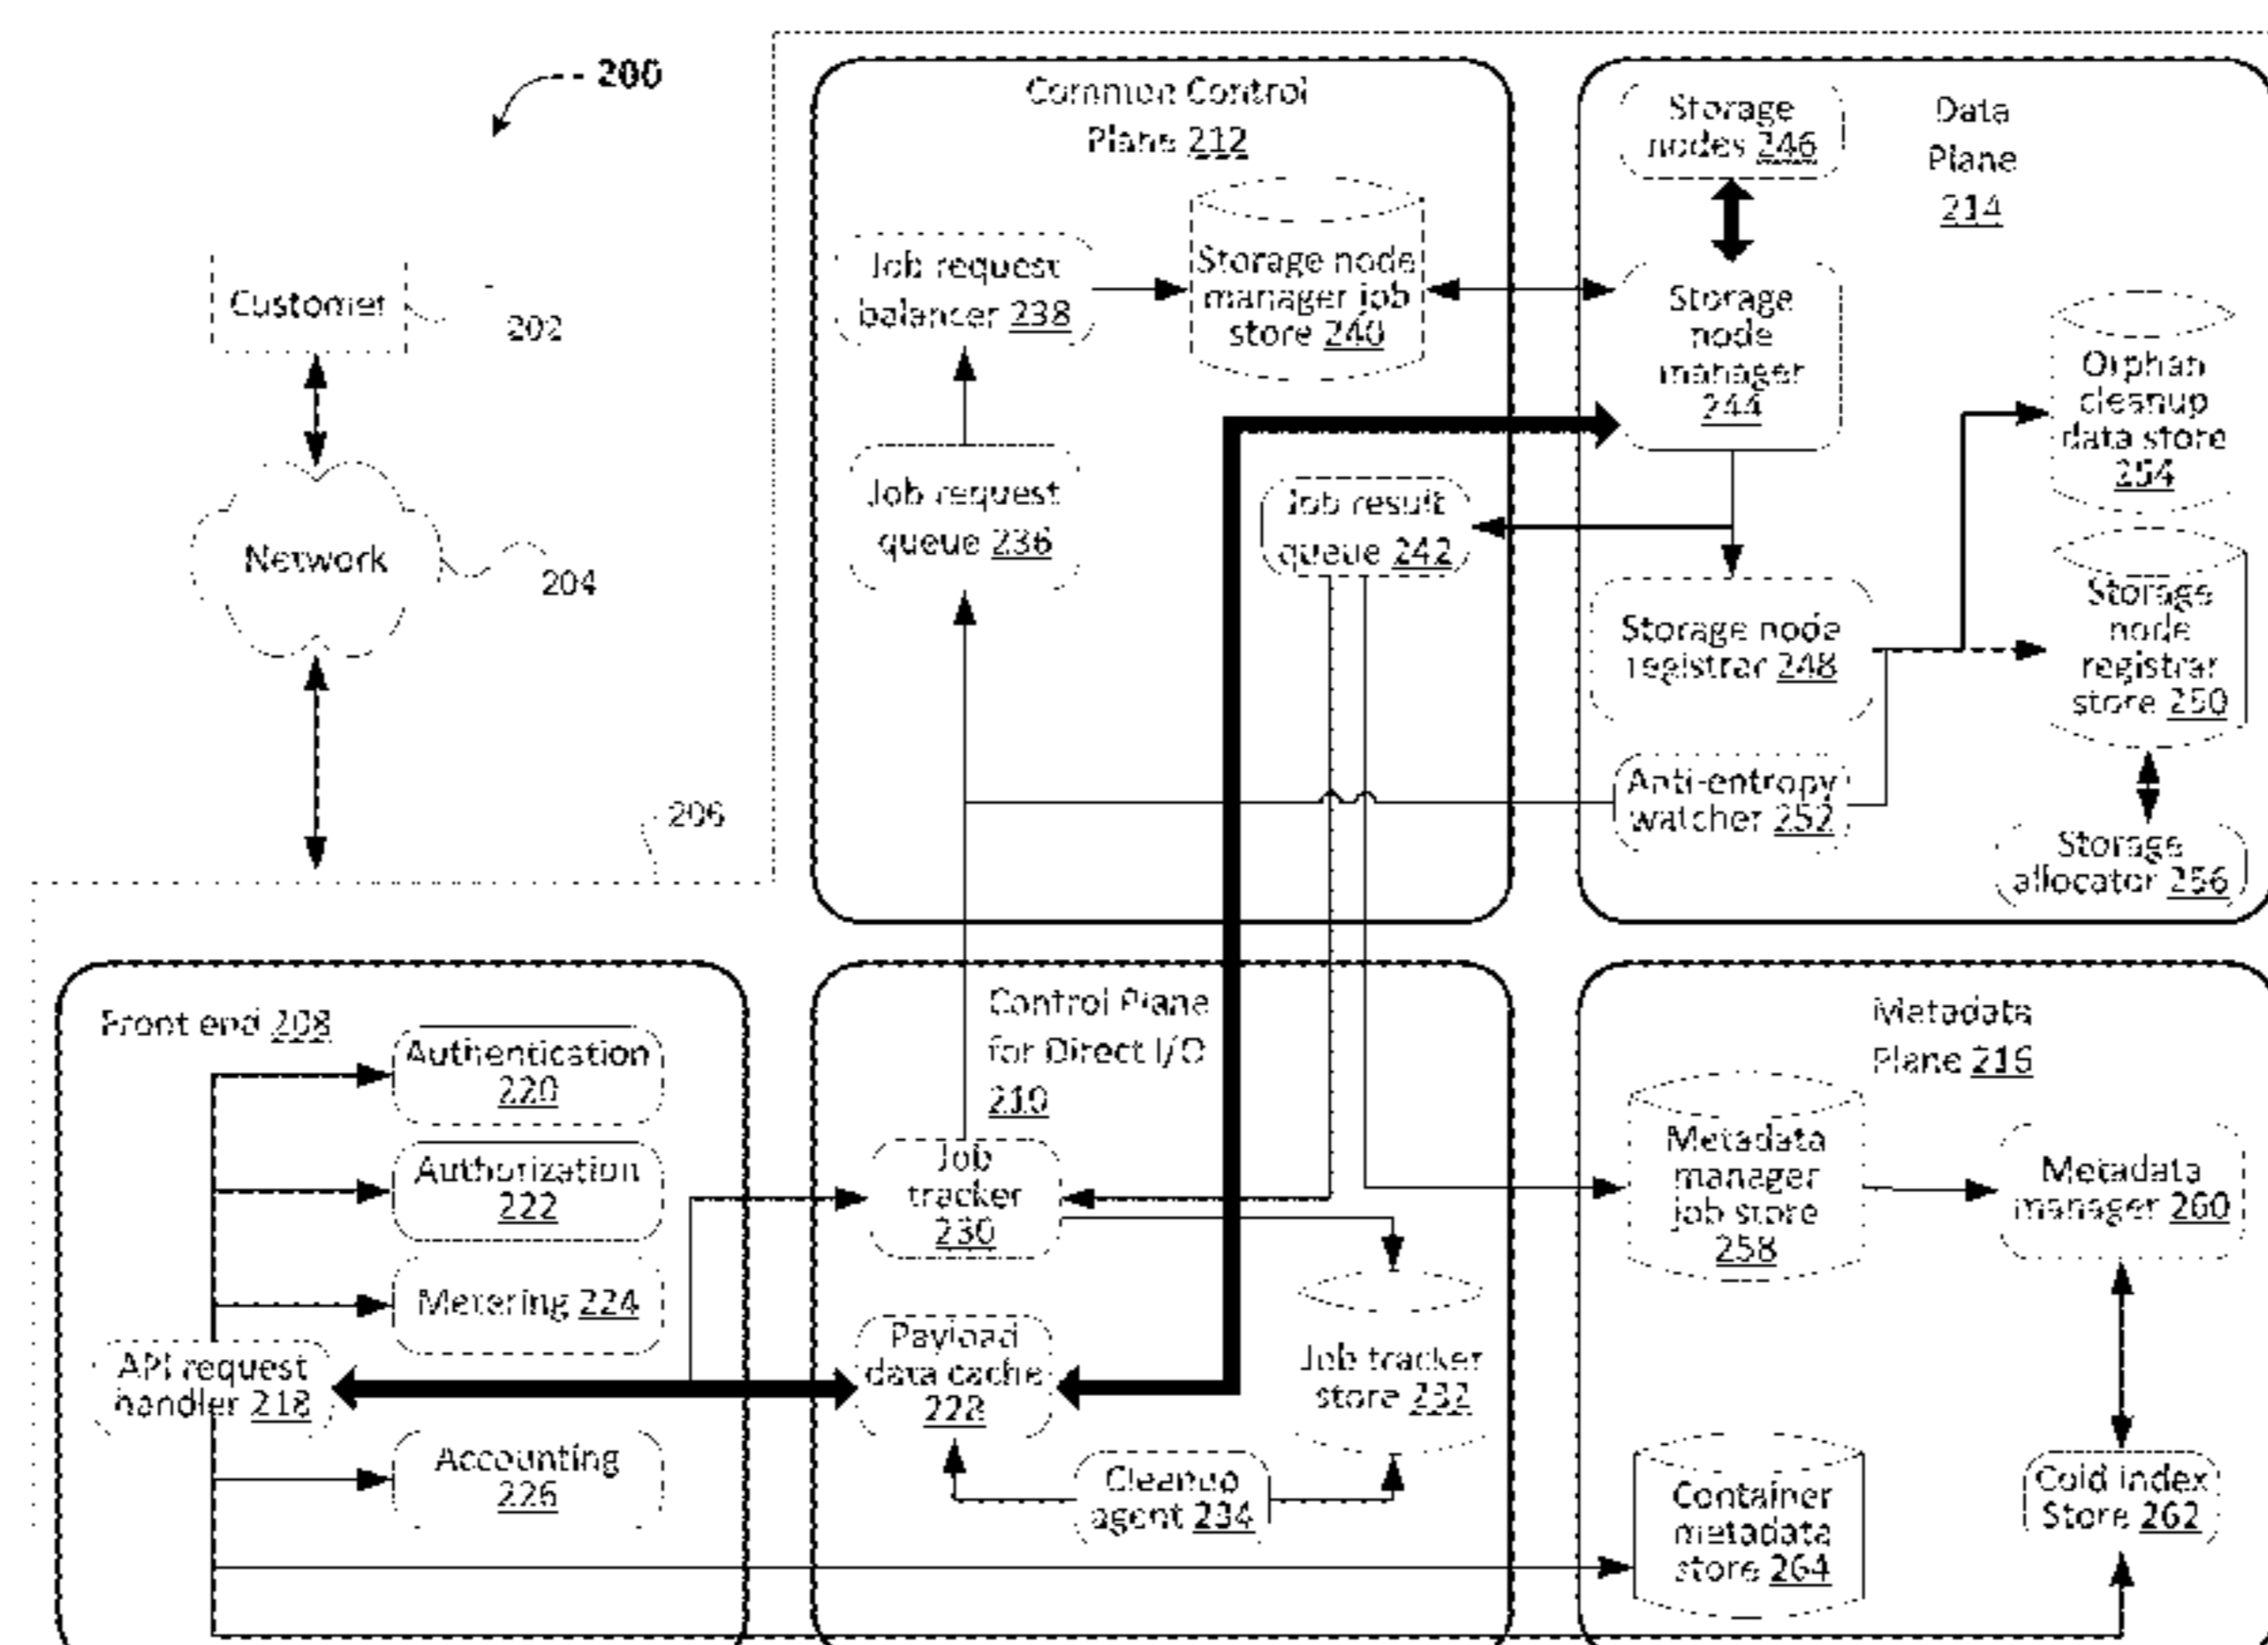 200
Common Control
Plane 212
Job request
balancer 238
Storage node
manager job
store 240
Job request
queue 236
Job result
queue 242
Storage
nodes 246
Data
Plane
214
Storage
node
manager
244
Orphan
cleanup
data store
254
Storage node
registrar 248
Storage
node
registrar
store 250
Anti-entropy
watcher 252
Storage
allocator 256
Customer
202
Network
204
206
Front end 208
Authentication
220
Authorization
222
Metering 224
API request
handler 218
Accounting
226
Control Plane
for Direct I/O
210
Job
tracker
230
Payload
data cache
228
Job tracker
store 232
Cleanup
agent 234
Metadata
Plane 216
Metadata
manager
job store
258
Metadata
manager 260
Container
metadata
store 264
Cold index
Store 262